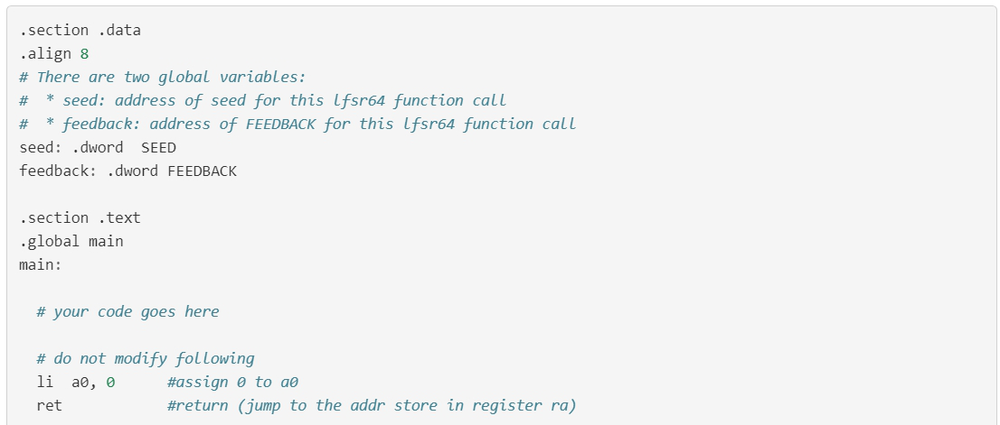 .section .data
.align 8
# There are two global variables:
#  * seed: address of seed for this lfsr64 function call
#  * feedback: address of FEEDBACK for this lfsr64 function call
seed: .dword  SEED
feedback: .dword FEEDBACK
.section .text
.global main
main:
  # your code goes here
  # do not modify following
  li  a0, 0      #assign 0 to a0
  ret            #return (jump to the addr store in register ra)